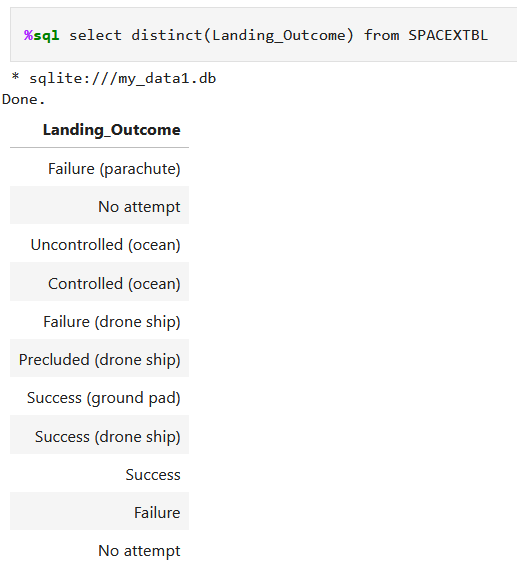 %sql select distinct(Landing_Outcome) from SPACEXTBL
* sqlite:///my_data1.db
Done.
Landing_Outcome
Failure (parachute)
No attempt
Uncontrolled (ocean)
Controlled (ocean)
Failure (drone ship)
Precluded (drone ship)
Success (ground pad)
Success (drone ship)
Success
Failure
No attempt